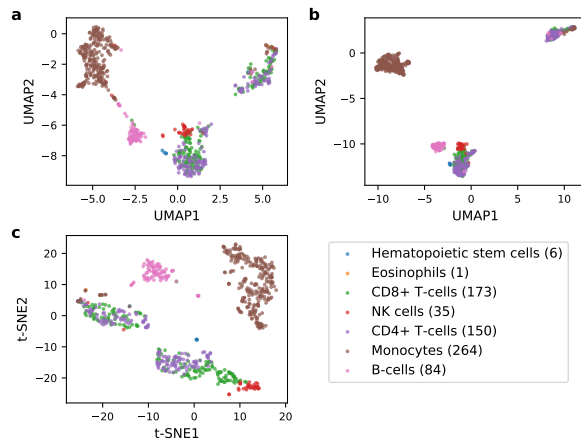 a
0
−2
−4
−6
−8
UMAP2
−5.0
−2.5
0.0
2.5
5.0
UMAP1
b
0
−5
−10
UMAP2
−10
−5
0
5
10
UMAP1
c
20
10
0
−10
−20
t-SNE2
−20
−10
0
10
20
t-SNE1
Hematopoietic stem cells (6)
Eosinophils (1)
CD8+ T-cells (173)
NK cells (35)
CD4+ T-cells (150)
Monocytes (264)
B-cells (84)